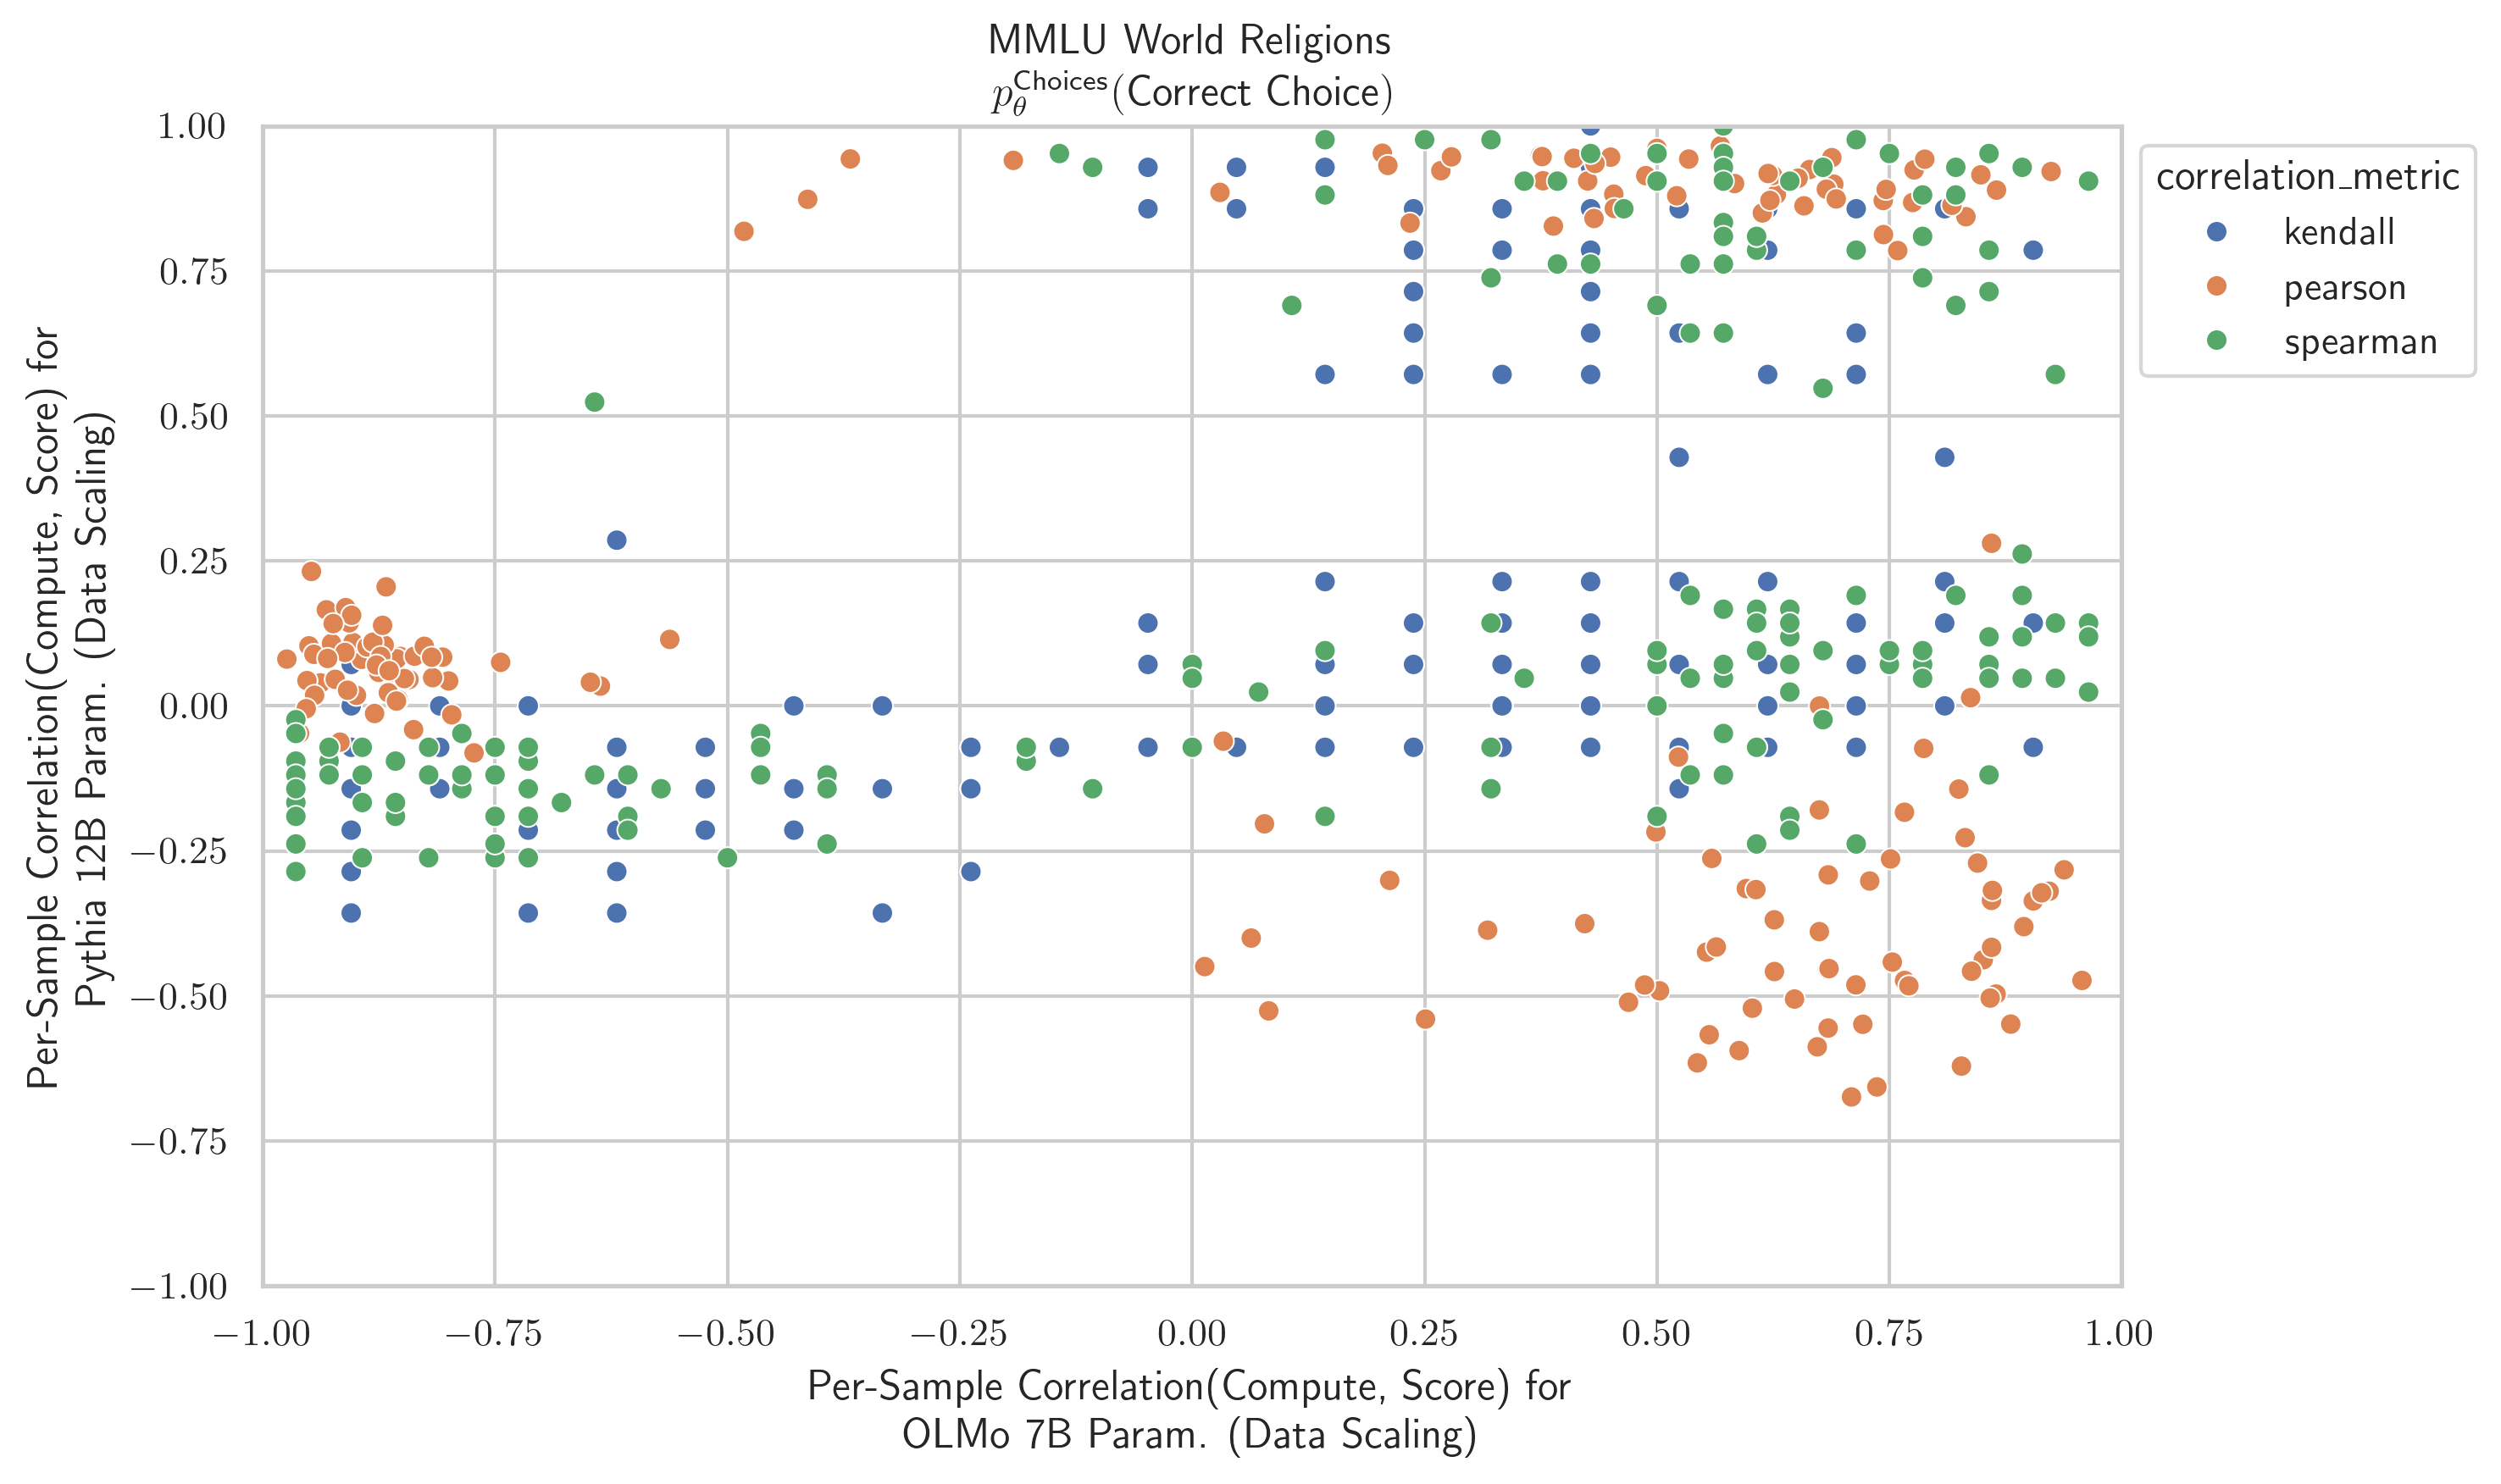 MMLU World Religions
p_θ^Choices(Correct Choice)
1.00
0.75
0.50
0.25
0.00
−0.25
−0.50
−0.75
−1.00
Per-Sample Correlation(Compute, Score) for
Pythia 12B Param. (Data Scaling)
correlation_metric
kendall
pearson
spearman
−1.00 −0.75 −0.50 −0.25 0.00 0.25 0.50 0.75 1.00
Per-Sample Correlation(Compute, Score) for
OLMo 7B Param. (Data Scaling)